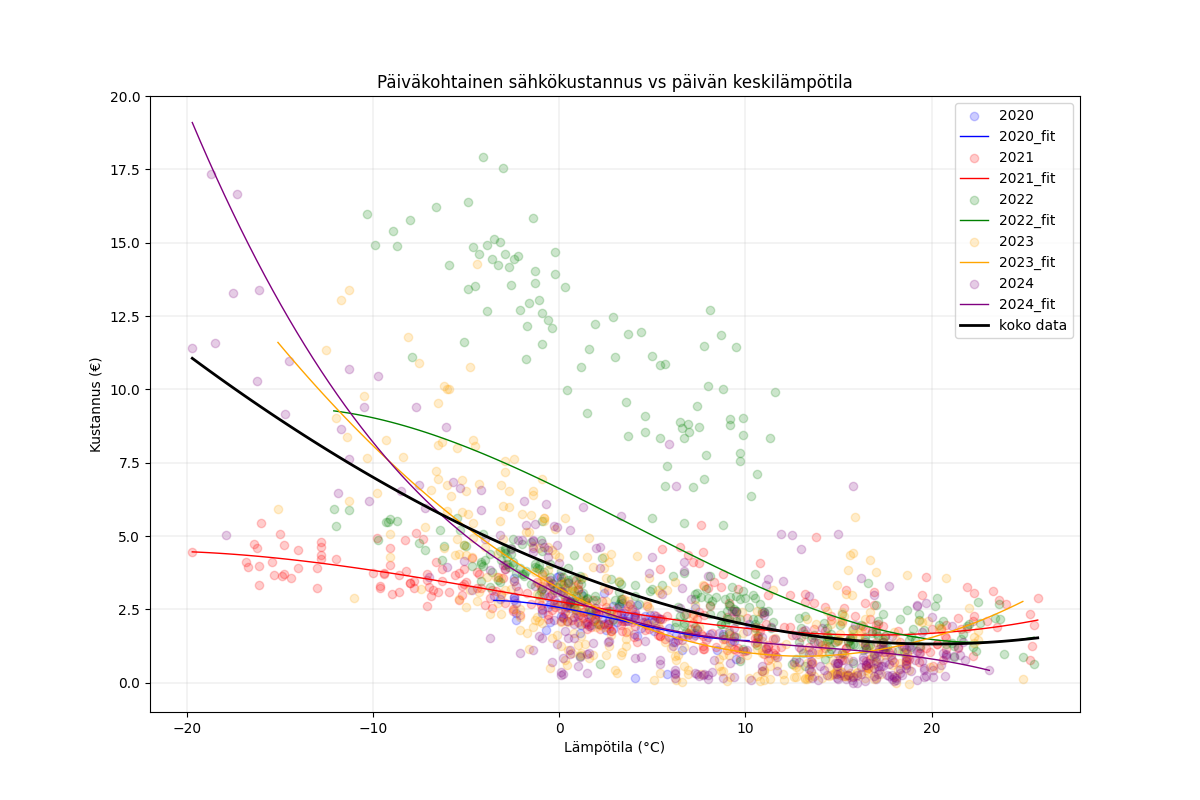 Päiväkohtainen sähkökustannus vs päivän keskilämpötila
20.0
17.5
15.0
12.5
10.0
7.5
5.0
2.5
0.0
Kustannus (€)
2020
2020_fit
2021
2021_fit
2022
2022_fit
2023
2023_fit
2024
2024_fit
koko data
−20 −10 0 10 20
Lämpötila (°C)